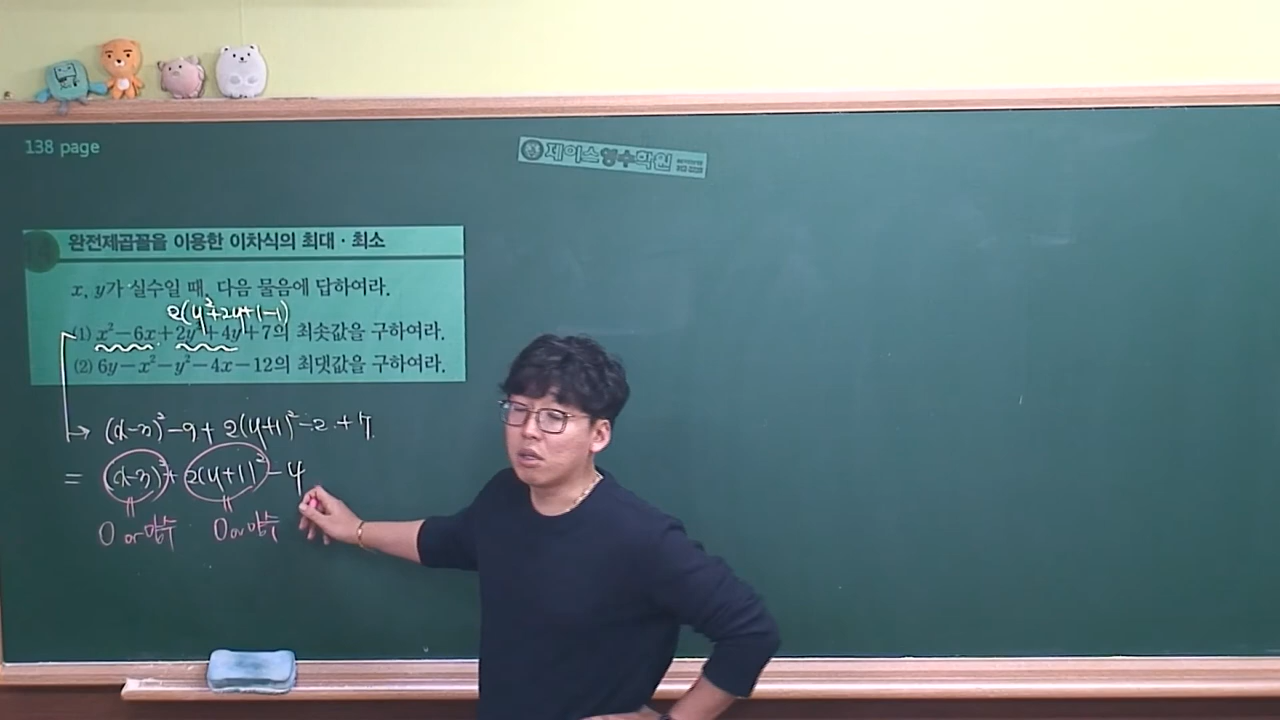 138 page
제이스영수학원
완전제곱꼴을 이용한 이차식의 최대 · 최소
x, y가 실수일 때, 다음 물음에 답하여라.
2(y²+2y+1-1)
(1) x²-6x+2y²+4y+7의 최솟값을 구하여라.
(2) 6y-x²-y²-4x-12의 최댓값을 구하여라.
→ (x-3)²-9+2(y+1)²-2+7
= (x-3)²+2(y+1)²-4
0 or 양수 0 or 양수